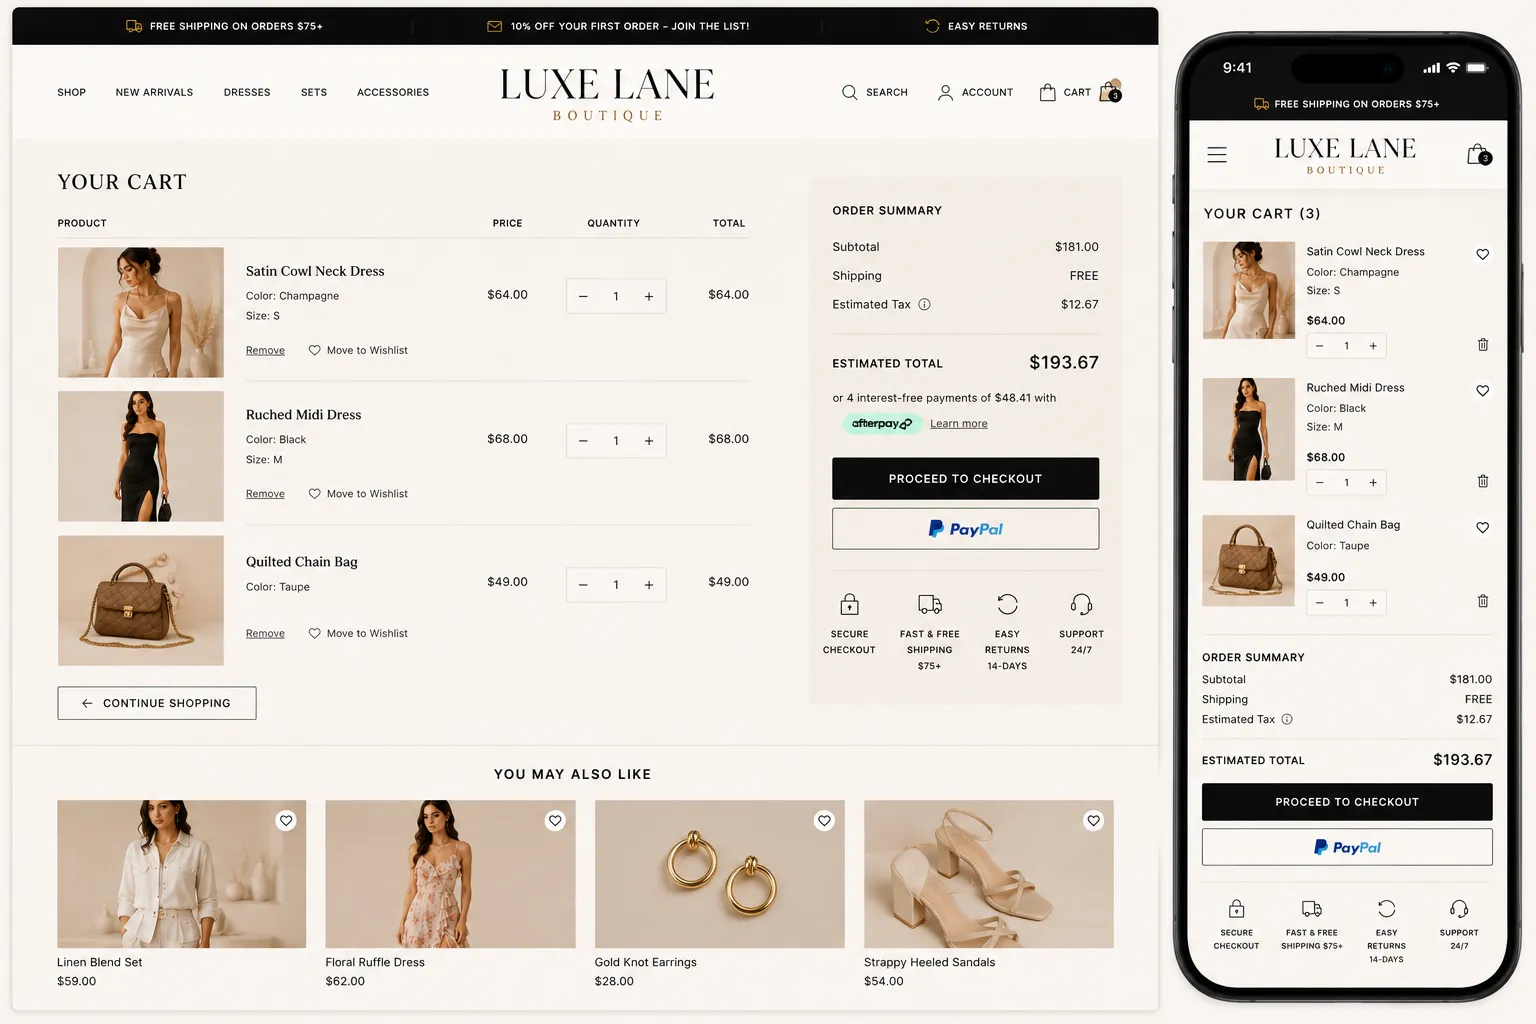 FREE SHIPPING ON ORDERS $75+
10% OFF YOUR FIRST ORDER – JOIN THE LIST!
EASY RETURNS
SHOP
NEW ARRIVALS
DRESSES
SETS
ACCESSORIES
LUXE LANE
BOUTIQUE
SEARCH
ACCOUNT
CART
3
YOUR CART
PRODUCT
PRICE
QUANTITY
TOTAL
Satin Cowl Neck Dress
Color: Champagne
Size: S
$64.00
− 1 +
$64.00
Remove
Move to Wishlist
Ruched Midi Dress
Color: Black
Size: M
$68.00
− 1 +
$68.00
Remove
Move to Wishlist
Quilted Chain Bag
Color: Taupe
$49.00
− 1 +
$49.00
Remove
Move to Wishlist
← CONTINUE SHOPPING
ORDER SUMMARY
Subtotal $181.00
Shipping FREE
Estimated Tax $12.67
ESTIMATED TOTAL $193.67
or 4 interest-free payments of $48.41 with
afterpay Learn more
PROCEED TO CHECKOUT
PayPal
SECURE
CHECKOUT
FAST & FREE
SHIPPING
$75+
EASY
RETURNS
14-DAYS
SUPPORT
24/7
YOU MAY ALSO LIKE
Linen Blend Set
$59.00
Floral Ruffle Dress
$62.00
Gold Knot Earrings
$28.00
Strappy Heeled Sandals
$54.00
9:41
FREE SHIPPING ON ORDERS $75+
LUXE LANE
BOUTIQUE
3
YOUR CART (3)
Satin Cowl Neck Dress
Color: Champagne
Size: S
$64.00
− 1 +
Ruched Midi Dress
Color: Black
Size: M
$68.00
− 1 +
Quilted Chain Bag
Color: Taupe
$49.00
− 1 +
ORDER SUMMARY
Subtotal $181.00
Shipping FREE
Estimated Tax $12.67
ESTIMATED TOTAL $193.67
PROCEED TO CHECKOUT
PayPal
SECURE
CHECKOUT
FAST & FREE
SHIPPING $75+
EASY
RETURNS
14-DAYS
SUPPORT
24/7